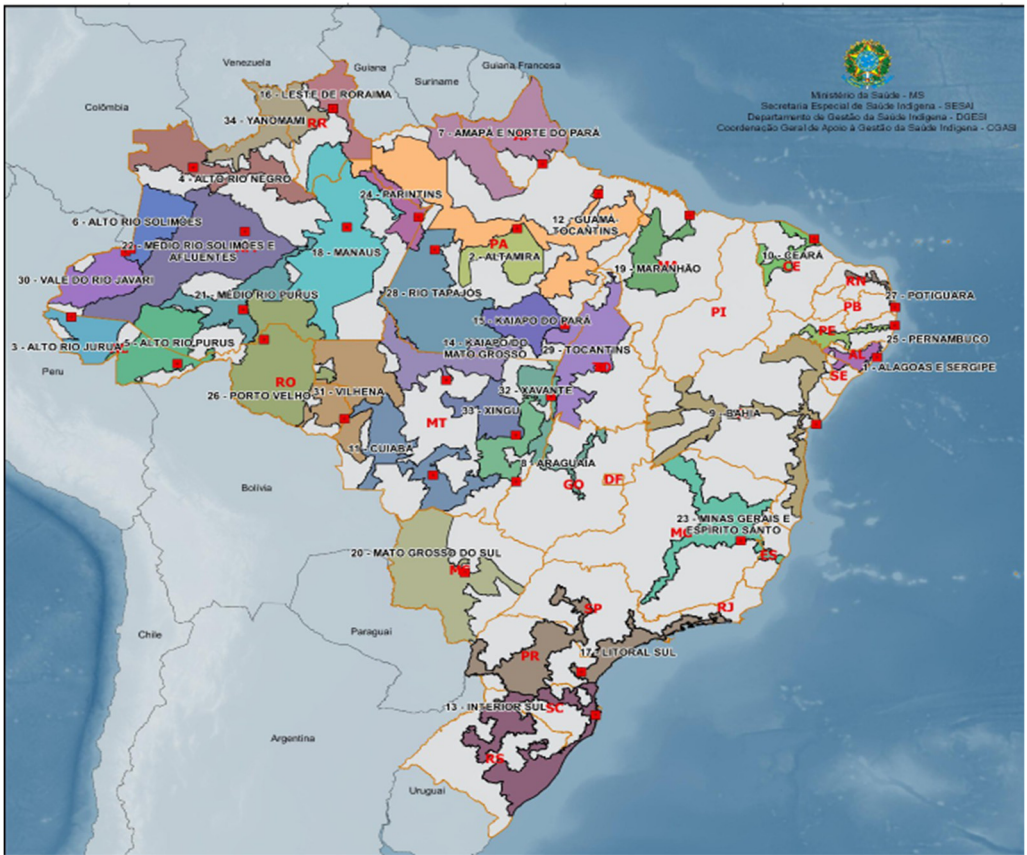 Venezuela
Guiana
Guiana Francesa
Suriname
Colômbia
Ministério da Saúde - MS
Secretaria Especial de Saúde Indígena - SESAI
Departamento de Gestão da Saúde Indígena - DGESI
Coordenação Geral de Apoio à Gestão da Saúde Indígena - CGASI
16 - LESTE DE RORAIMA
34 - YANOMAMI
RR
7 - AMAPÁ E NORTE DO PARÁ
4 - ALTO RIO NEGRO
24 - PARINTINS
6 - ALTO RIO SOLIMÕES
12 - GUAMÁ-
TOCANTINS
22 - MÉDIO RIO SOLIMÕES E
AFLUENTES
18 - MANAUS
PA
2 - ALTAMIRA
19 - MARANHÃO
10 - CEARÁ
CE
30 - VALE DO RIO JAVARI
RN
21 - MÉDIO RIO PURUS
28 - RIO TAPAJÓS
27 - POTIGUARA
PB
PI
15 - KAIAPÓ DO PARÁ
PE
25 - PERNAMBUCO
3 - ALTO RIO JURUÁ
5 - ALTO RIO PURUS
14 - KAIAPÓ DO
MATO GROSSO
29 - TOCANTINS
AL
1 - ALAGOAS E SERGIPE
Peru
SE
RO
26 - PORTO VELHO
31 - VILHENA
32 - XAVANTE
33 - XINGU
9 - BAHIA
MT
11 - CUIABÁ
8 - ARAGUAIA
GO
DF
Bolívia
23 - MINAS GERAIS E
ESPÍRITO SANTO
MG
ES
20 - MATO GROSSO DO SUL
MS
SP
RJ
Paraguai
Chile
PR
17 - LITORAL SUL
13 - INTERIOR SUL
SC
Argentina
RS
Uruguai